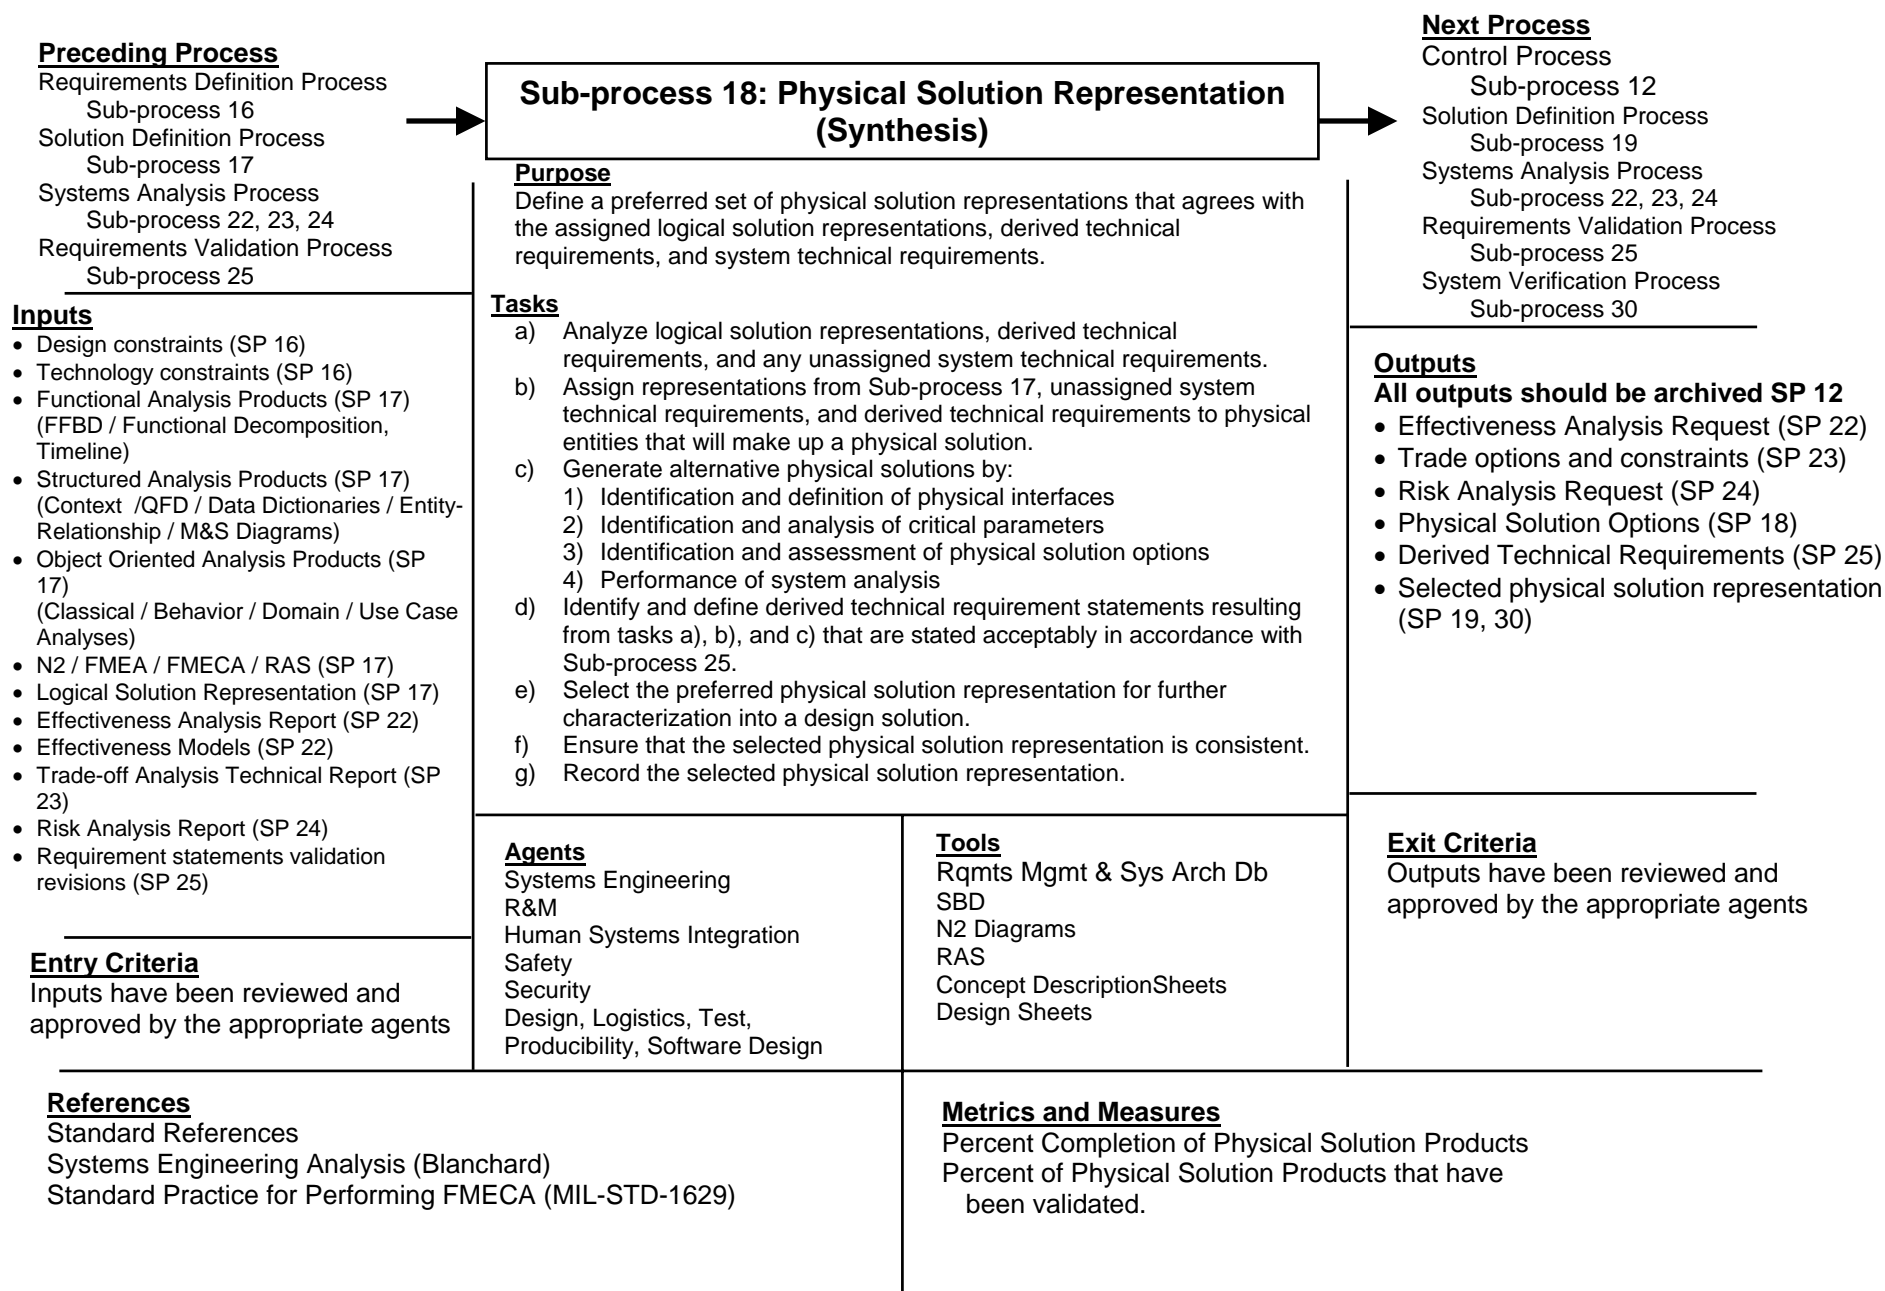 Preceding Process
Requirements Definition Process
Sub-process 16
Solution Definition Process
Sub-process 17
Systems Analysis Process
Sub-process 22, 23, 24
Requirements Validation Process
Sub-process 25
Sub-process 18: Physical Solution Representation
(Synthesis)
Next Process
Control Process
Sub-process 12
Solution Definition Process
Sub-process 19
Systems Analysis Process
Sub-process 22, 23, 24
Requirements Validation Process
Sub-process 25
System Verification Process
Sub-process 30
Purpose
Define a preferred set of physical solution representations that agrees with
the assigned logical solution representations, derived technical
requirements, and system technical requirements.
Inputs
• Design constraints (SP 16)
• Technology constraints (SP 16)
• Functional Analysis Products (SP 17)
(FFBD / Functional Decomposition,
Timeline)
• Structured Analysis Products (SP 17)
(Context /QFD / Data Dictionaries / Entity-
Relationship / M&S Diagrams)
• Object Oriented Analysis Products (SP
17)
(Classical / Behavior / Domain / Use Case
Analyses)
• N2 / FMEA / FMECA / RAS (SP 17)
• Logical Solution Representation (SP 17)
• Effectiveness Analysis Report (SP 22)
• Effectiveness Models (SP 22)
• Trade-off Analysis Technical Report (SP
23)
• Risk Analysis Report (SP 24)
• Requirement statements validation
revisions (SP 25)
Tasks
a) Analyze logical solution representations, derived technical
requirements, and any unassigned system technical requirements.
b) Assign representations from Sub-process 17, unassigned system
technical requirements, and derived technical requirements to physical
entities that will make up a physical solution.
c) Generate alternative physical solutions by:
1) Identification and definition of physical interfaces
2) Identification and analysis of critical parameters
3) Identification and assessment of physical solution options
4) Performance of system analysis
d) Identify and define derived technical requirement statements resulting
from tasks a), b), and c) that are stated acceptably in accordance with
Sub-process 25.
e) Select the preferred physical solution representation for further
characterization into a design solution.
f) Ensure that the selected physical solution representation is consistent.
g) Record the selected physical solution representation.
Outputs
All outputs should be archived SP 12
• Effectiveness Analysis Request (SP 22)
• Trade options and constraints (SP 23)
• Risk Analysis Request (SP 24)
• Physical Solution Options (SP 18)
• Derived Technical Requirements (SP 25)
• Selected physical solution representation
(SP 19, 30)
Entry Criteria
Inputs have been reviewed and
approved by the appropriate agents
Agents
Systems Engineering
R&M
Human Systems Integration
Safety
Security
Design, Logistics, Test,
Producibility, Software Design
Tools
Rqmts Mgmt & Sys Arch Db
SBD
N2 Diagrams
RAS
Concept DescriptionSheets
Design Sheets
Exit Criteria
Outputs have been reviewed and
approved by the appropriate agents
References
Standard References
Systems Engineering Analysis (Blanchard)
Standard Practice for Performing FMECA (MIL-STD-1629)
Metrics and Measures
Percent Completion of Physical Solution Products
Percent of Physical Solution Products that have
been validated.